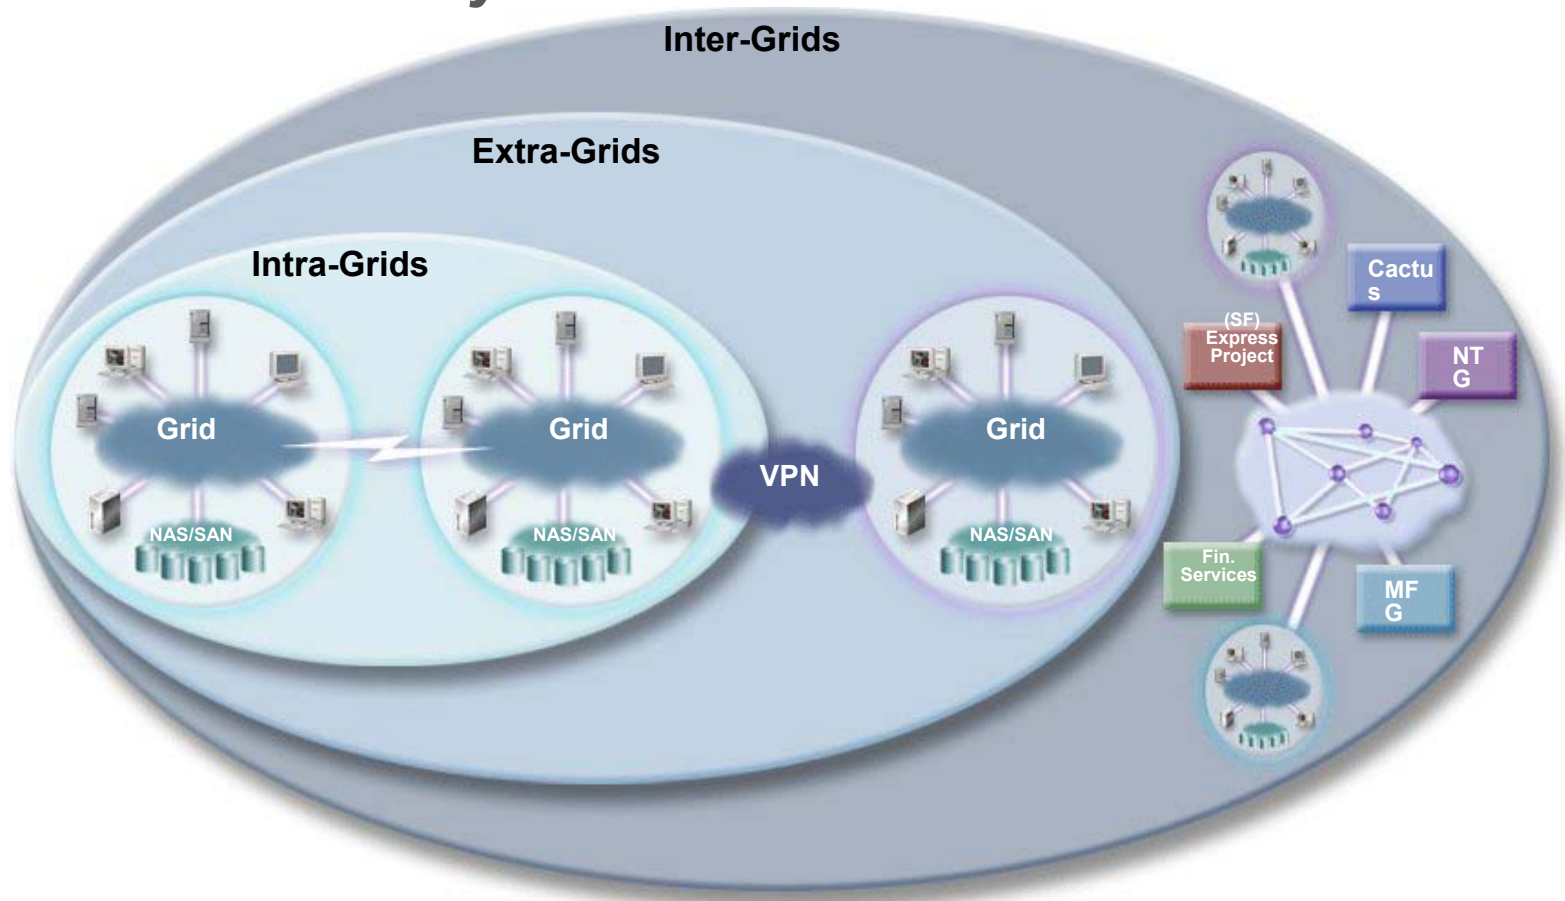 Inter-Grids
Extra-Grids
Intra-Grids
Cactu
s
(SF)
Express
Project
NT
G
Grid
Grid
Grid
VPN
NAS/SAN
NAS/SAN
NAS/SAN
Fin.
Services
MF
G